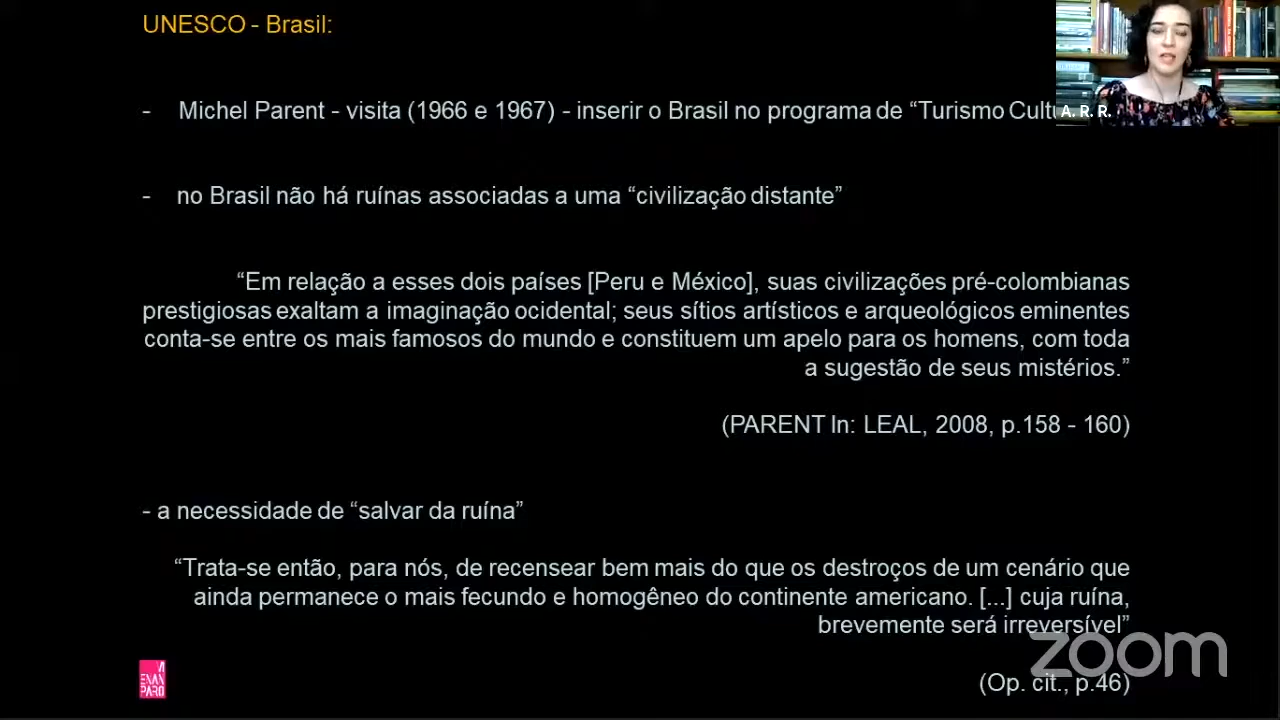 UNESCO - Brasil:
- Michel Parent - visita (1966 e 1967) - inserir o Brasil no programa de “Turismo Cultu
A. R. R.
- no Brasil não há ruínas associadas a uma “civilização distante”
“Em relação a esses dois países [Peru e México], suas civilizações pré-colombianas
prestigiosas exaltam a imaginação ocidental; seus sítios artísticos e arqueológicos eminentes
conta-se entre os mais famosos do mundo e constituem um apelo para os homens, com toda
a sugestão de seus mistérios.”
(PARENT In: LEAL, 2008, p.158 - 160)
- a necessidade de “salvar da ruína”
“Trata-se então, para nós, de recensear bem mais do que os destroços de um cenário que
ainda permanece o mais fecundo e homogêneo do continente americano. [...] cuja ruína,
brevemente será irreversível”
zoom
(Op. cit., p.46)
VI
ENAN
PARQ